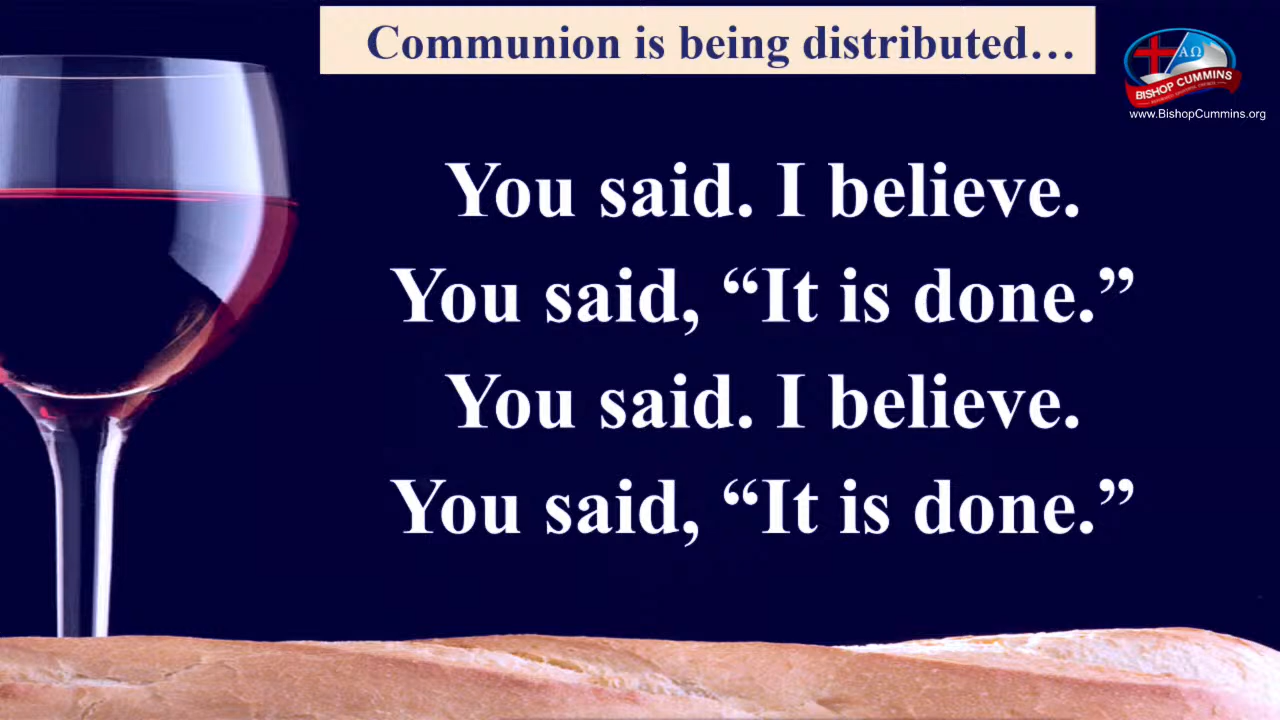 Communion is being distributed…
ΑΩ
BISHOP CUMMINS
www.BishopCummins.org
You said. I believe.
You said, “It is done.”
You said. I believe.
You said, “It is done.”